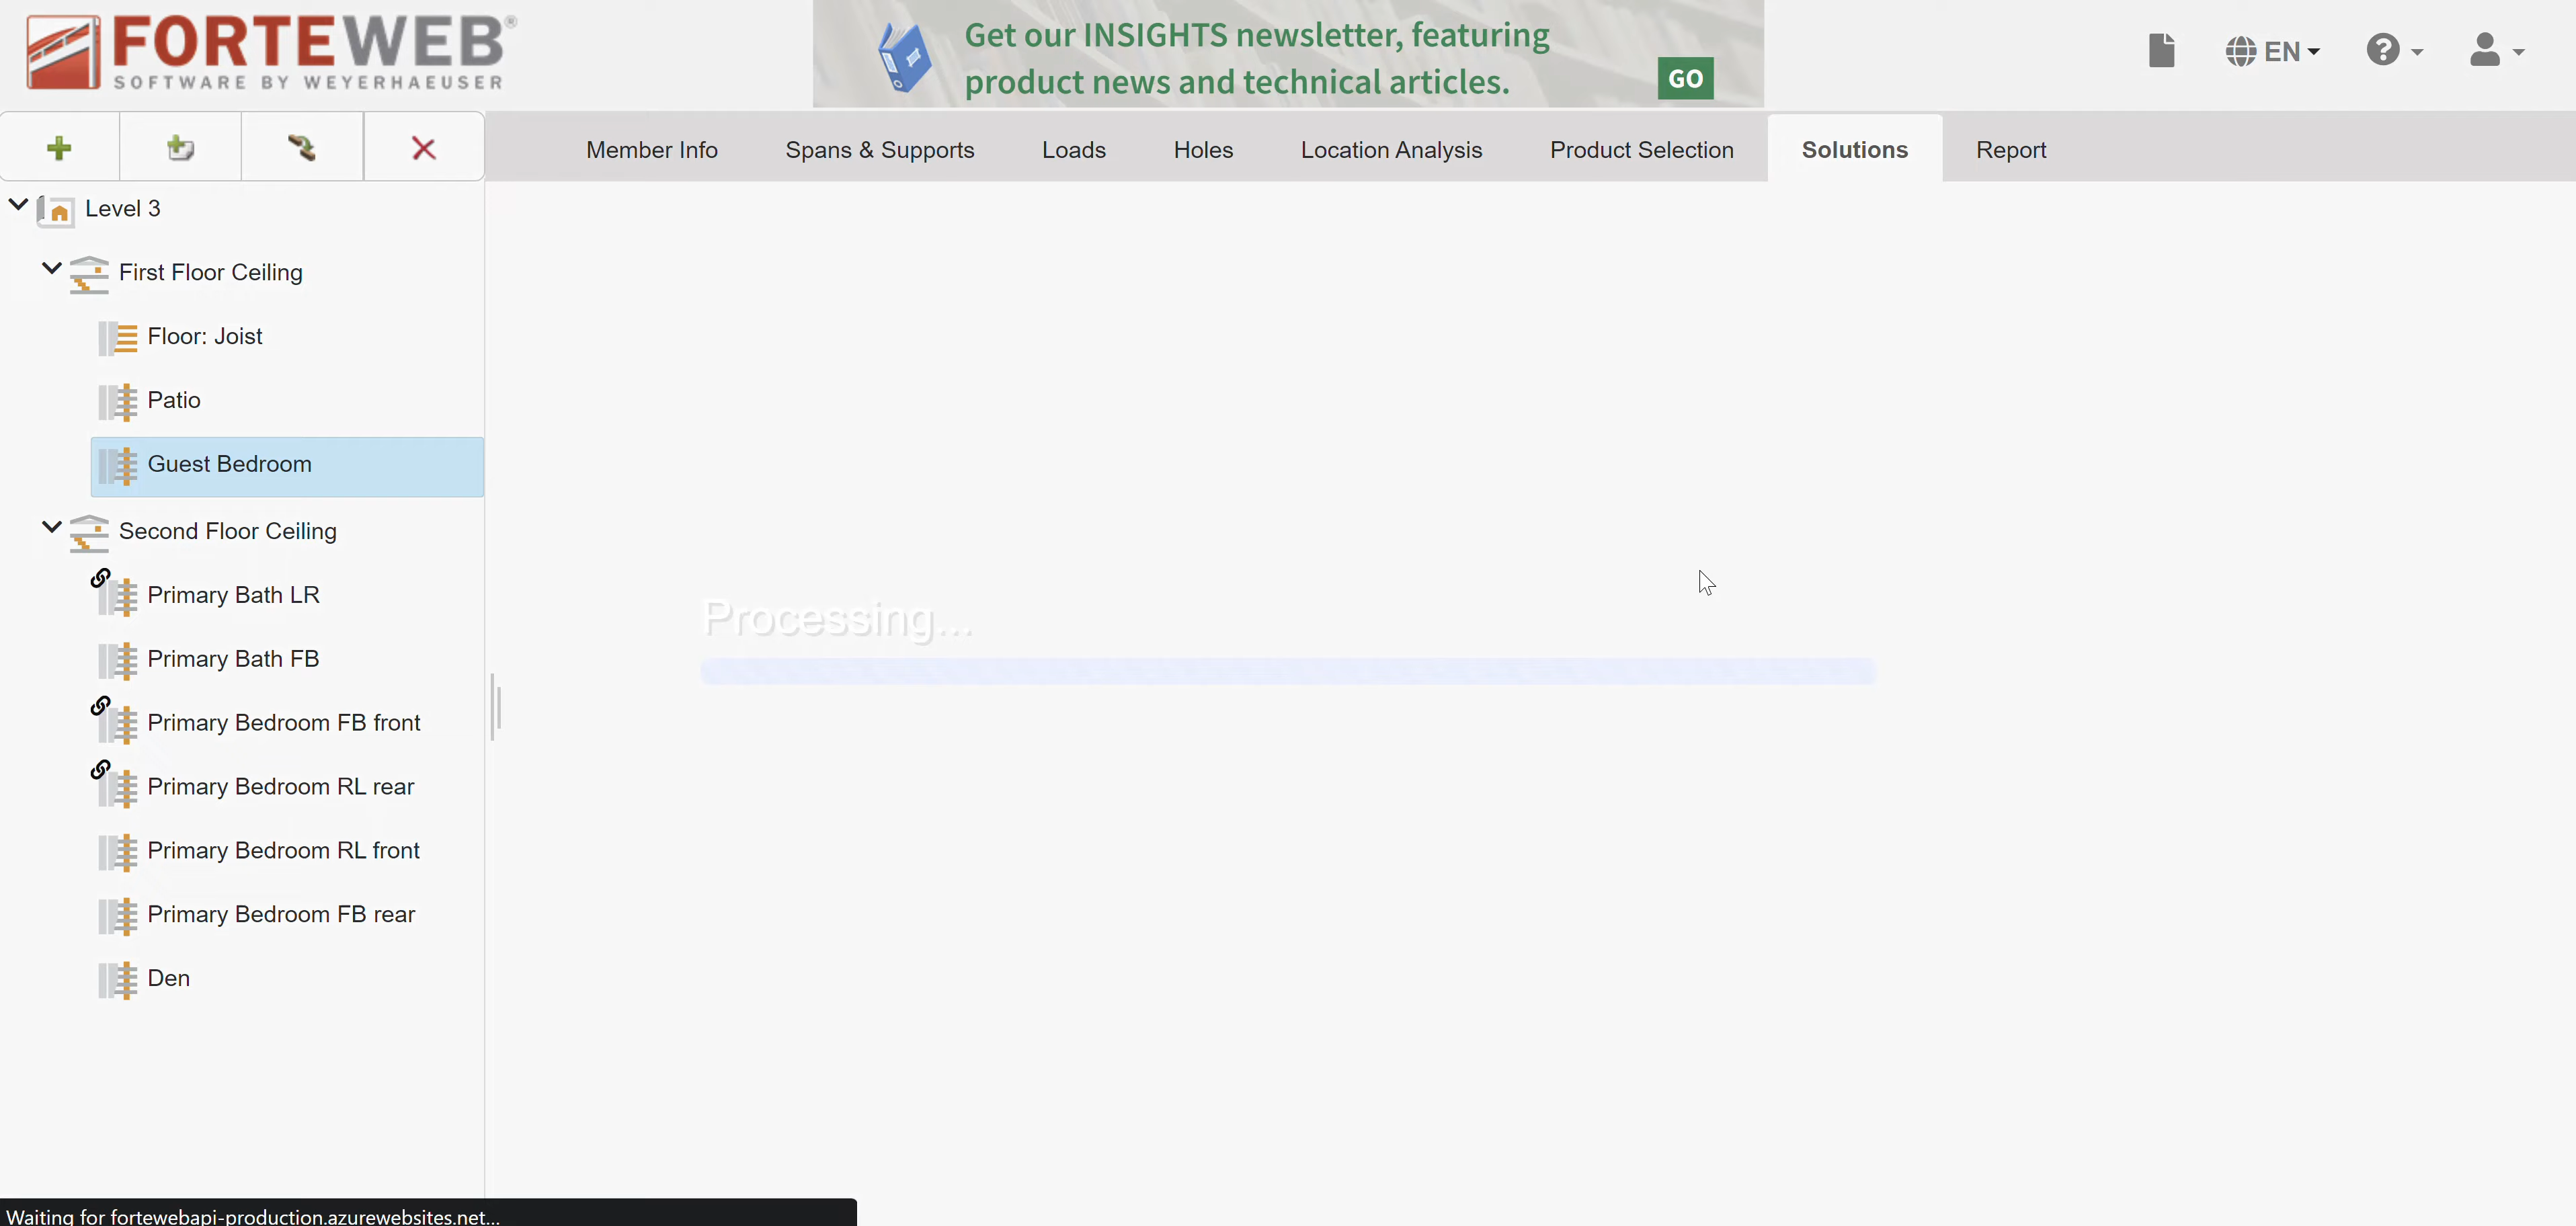 FORTEWEB®
SOFTWARE BY WEYERHAEUSER
Get our INSIGHTS newsletter, featuring
product news and technical articles.
GO
EN
Member Info
Spans & Supports
Loads
Holes
Location Analysis
Product Selection
Solutions
Report
Level 3
First Floor Ceiling
Floor: Joist
Patio
Guest Bedroom
Second Floor Ceiling
Primary Bath LR
Primary Bath FB
Primary Bedroom FB front
Primary Bedroom RL rear
Primary Bedroom RL front
Primary Bedroom FB rear
Den
Processing...
Waiting for fortewebapi-production.azurewebsites.net...